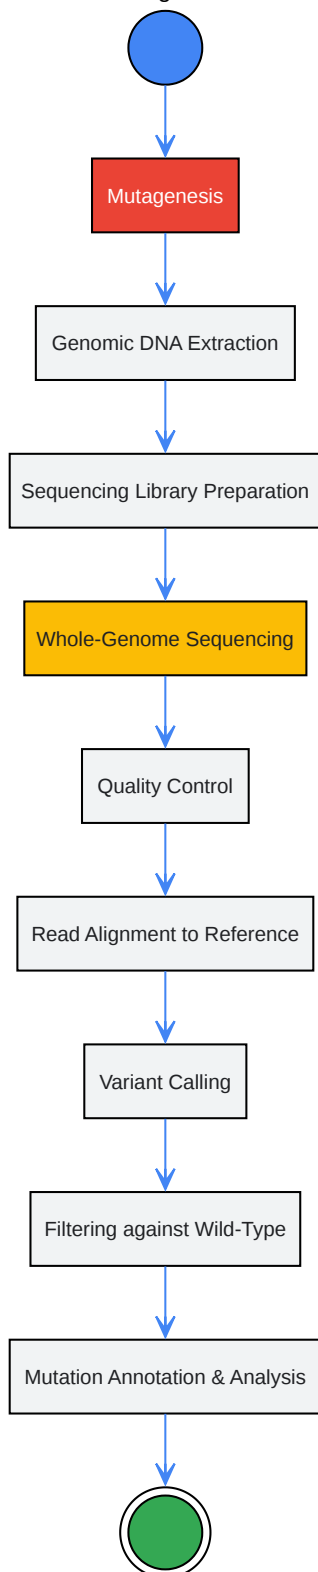 Mutagenesis
Genomic DNA Extraction
Sequencing Library Preparation
Whole-Genome Sequencing
Quality Control
Read Alignment to Reference
Variant Calling
Filtering against Wild-Type
Mutation Annotation & Analysis